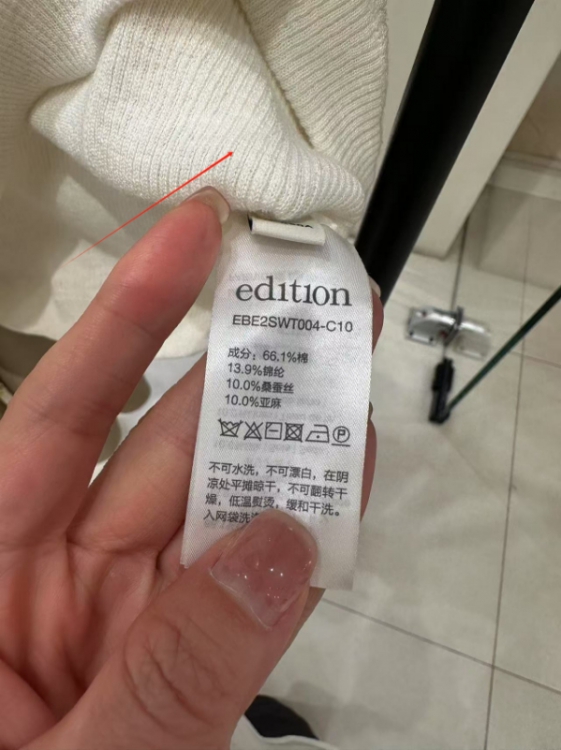 edition
EBE2SWT004-C10
成分：66.1%棉
13.9%锦纶
10.0%桑蚕丝
10.0%亚麻
不可水洗，不可漂白，在阴
凉处平摊晾干，不可翻转干
燥，低温熨烫，缓和干洗。
入网袋洗